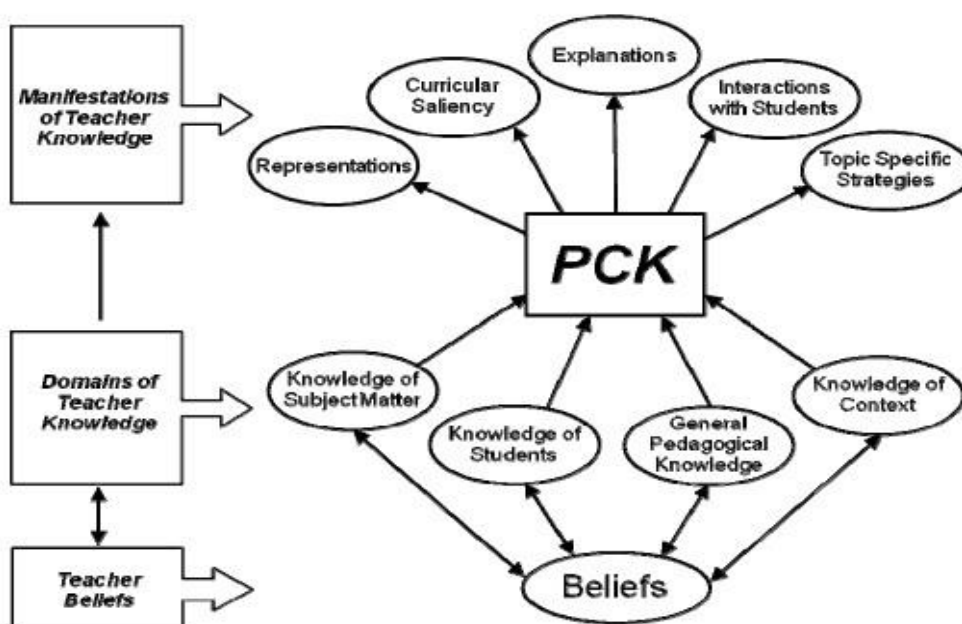 Manifestations
of Teacher
Knowledge
Representations
Curricular
Saliency
Explanations
Interactions
with Students
Topic Specific
Strategies
PCK
Domains of
Teacher
Knowledge
Knowledge of
Subject Matter
Knowledge of
Students
General
Pedagogical
Knowledge
Knowledge of
Context
Teacher
Beliefs
Beliefs